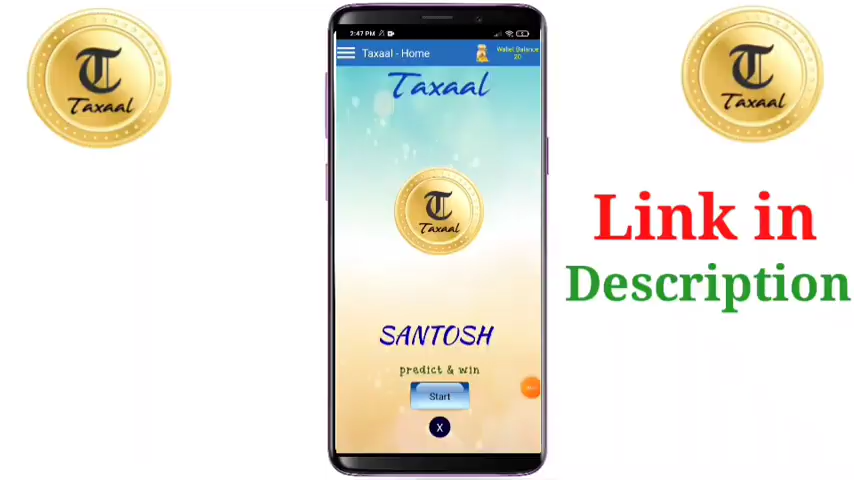 T
Taxaal
T
Taxaal
2:47 PM
Taxaal - Home
Wallet Balance
20
Taxaal
T
Taxaal
Link in
Description
SANTOSH
predict & win
Start
X